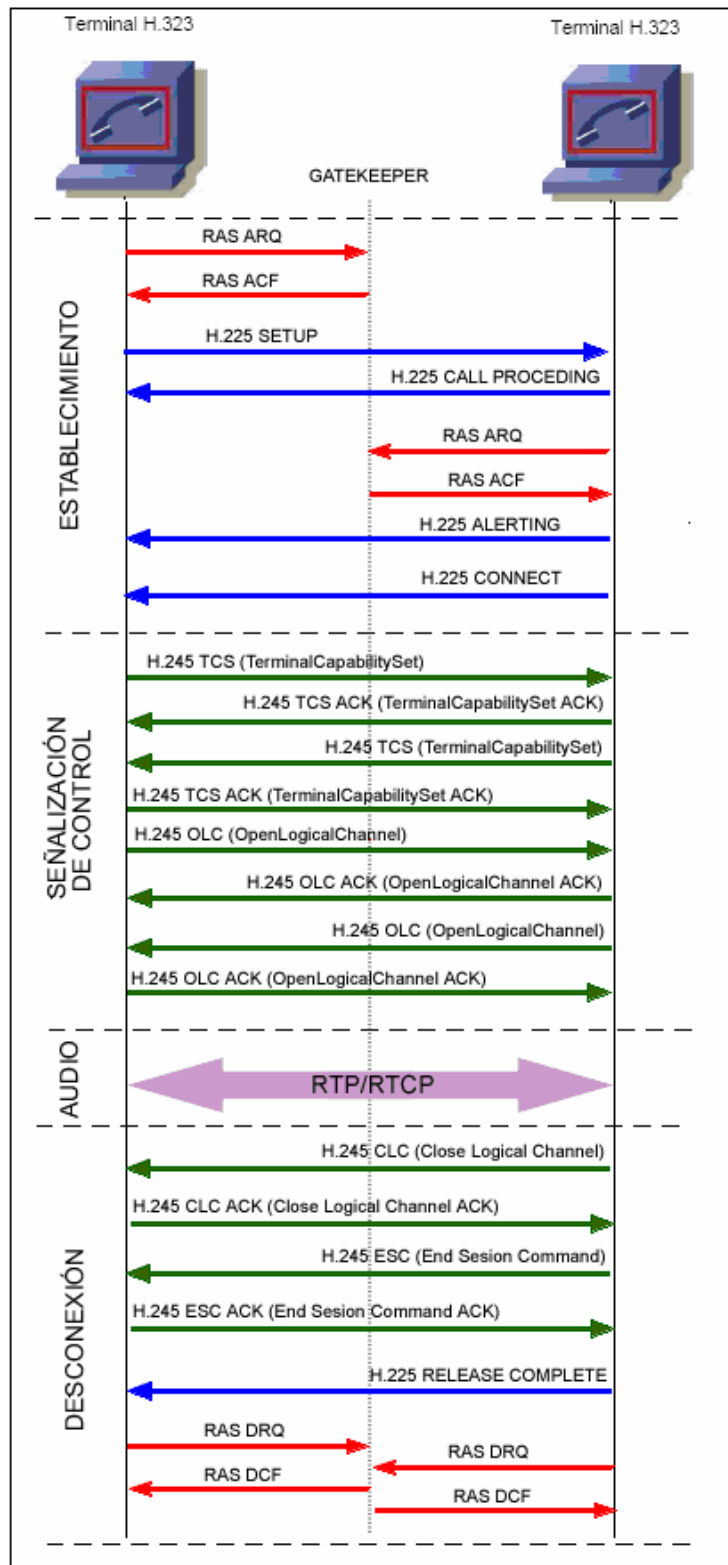 Terminal H.323
Terminal H.323
GATEKEEPER
ESTABLECIMIENTO
RAS ARQ
RAS ACF
H.225 SETUP
H.225 CALL PROCEDING
RAS ARQ
RAS ACF
H.225 ALERTING
H.225 CONNECT
SEÑALIZACIÓN
DE CONTROL
H.245 TCS (TerminalCapabilitySet)
H.245 TCS ACK (TerminalCapabilitySet ACK)
H.245 TCS (TerminalCapabilitySet)
H.245 TCS ACK (TerminalCapabilitySet ACK)
H.245 OLC (OpenLogicalChannel)
H.245 OLC ACK (OpenLogicalChannel ACK)
H.245 OLC (OpenLogicalChannel)
H.245 OLC ACK (OpenLogicalChannel ACK)
AUDIO
RTP/RTCP
DESCONEXIÓN
H.245 CLC (Close Logical Channel)
H.245 CLC ACK (Close Logical Channel ACK)
H.245 ESC (End Sesion Command)
H.245 ESC ACK (End Sesion Command ACK)
H.225 RELEASE COMPLETE
RAS DRQ
RAS DRQ
RAS DCF
RAS DCF